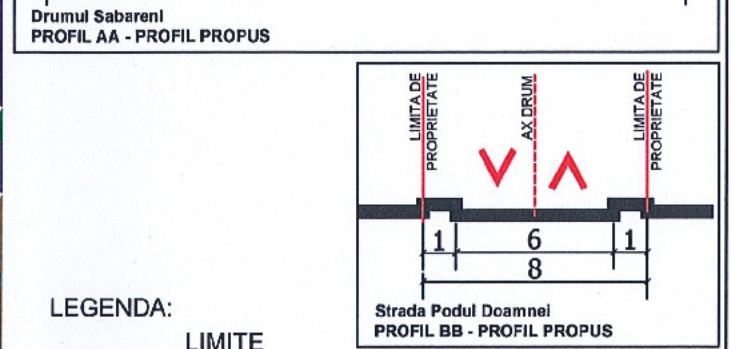 Drumul Sabareni
PROFIL AA - PROFIL PROPUS
LIMITA DE
PROPRIETATE
AX DRUM
LIMITA DE
PROPRIETATE
1 6 1
8
Strada Podul Doamnei
PROFIL BB - PROFIL PROPUS
LEGENDA:
LIMITE